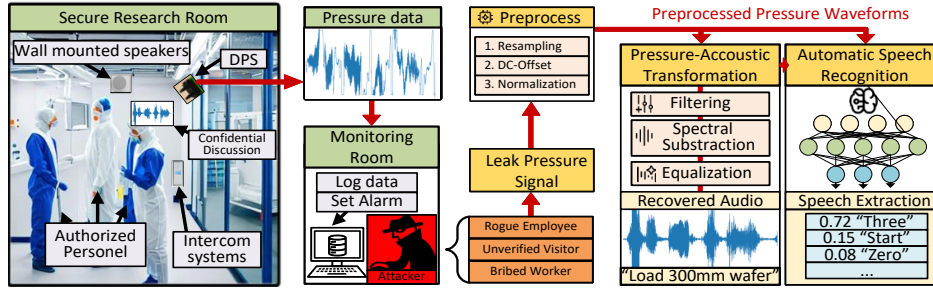 Secure Research Room
Wall mounted speakers
DPS
Confidential
Discussion
Authorized
Personel
Intercom
systems
Pressure data
Monitoring
Room
Log data
Set Alarm
Attacker
Preprocess
1. Resampling
2. DC-Offset
3. Normalization
Leak Pressure
Signal
Rogue Employee
Unverified Visitor
Bribed Worker
Preprocessed Pressure Waveforms
Pressure-Accoustic
Transformation
Filtering
Spectral
Substraction
Equalization
Recovered Audio
“Load 300mm wafer”
Automatic Speech
Recognition
Speech Extraction
0.72 “Three”
0.15 “Start”
0.08 “Zero”
...